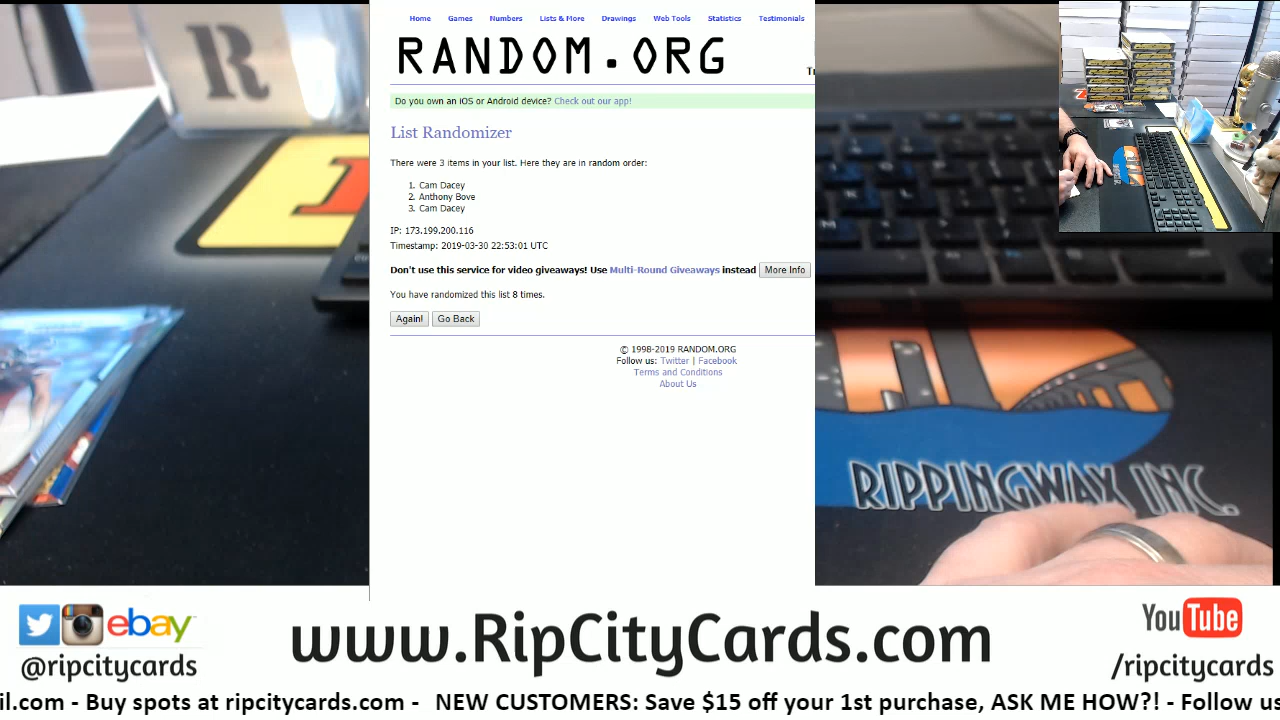 Home Games Numbers Lists & More Drawings Web Tools Statistics Testimonials
RANDOM.ORG
Do you own an iOS or Android device? Check out our app!
List Randomizer
There were 3 items in your list. Here they are in random order:
1. Cam Dacey
2. Anthony Bove
3. Cam Dacey
IP: 173.199.200.116
Timestamp: 2019-03-30 22:53:01 UTC
Don't use this service for video giveaways! Use Multi-Round Giveaways instead More Info
You have randomized this list 8 times.
Again! Go Back
© 1998-2019 RANDOM.ORG
Follow us: Twitter | Facebook
Terms and Conditions
About Us
R
RIPPINGWAX INC.
ebay
@ripcitycards
www.RipCityCards.com
YouTube
/ripcitycards
il.com - Buy spots at ripcitycards.com - NEW CUSTOMERS: Save $15 off your 1st purchase, ASK ME HOW?! - Follow us